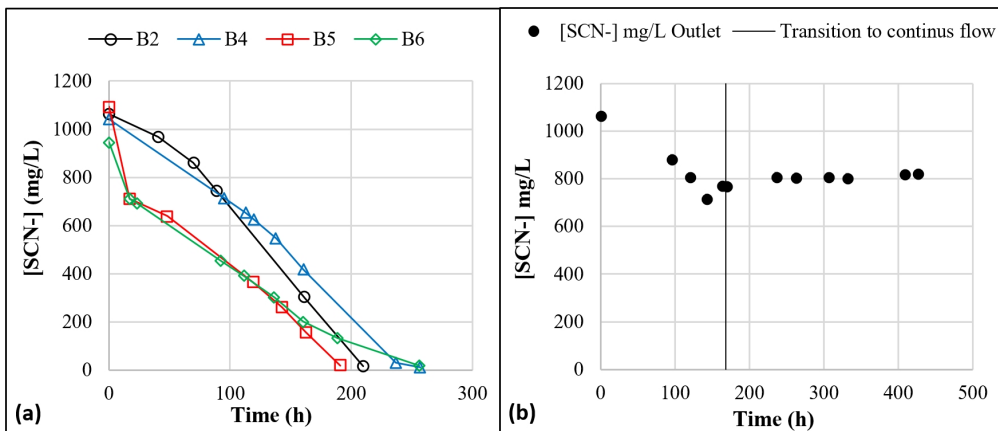 B2 B4 B5 B6
1200
1000
800
600
400
200
0
[SCN-] (mg/L)
0 100 200 300
Time (h)
(a)
[SCN-] mg/L Outlet Transition to continus flow
1200
1000
800
600
400
200
0
[SCN-] mg/L
0 100 200 300 400 500
Time (h)
(b)